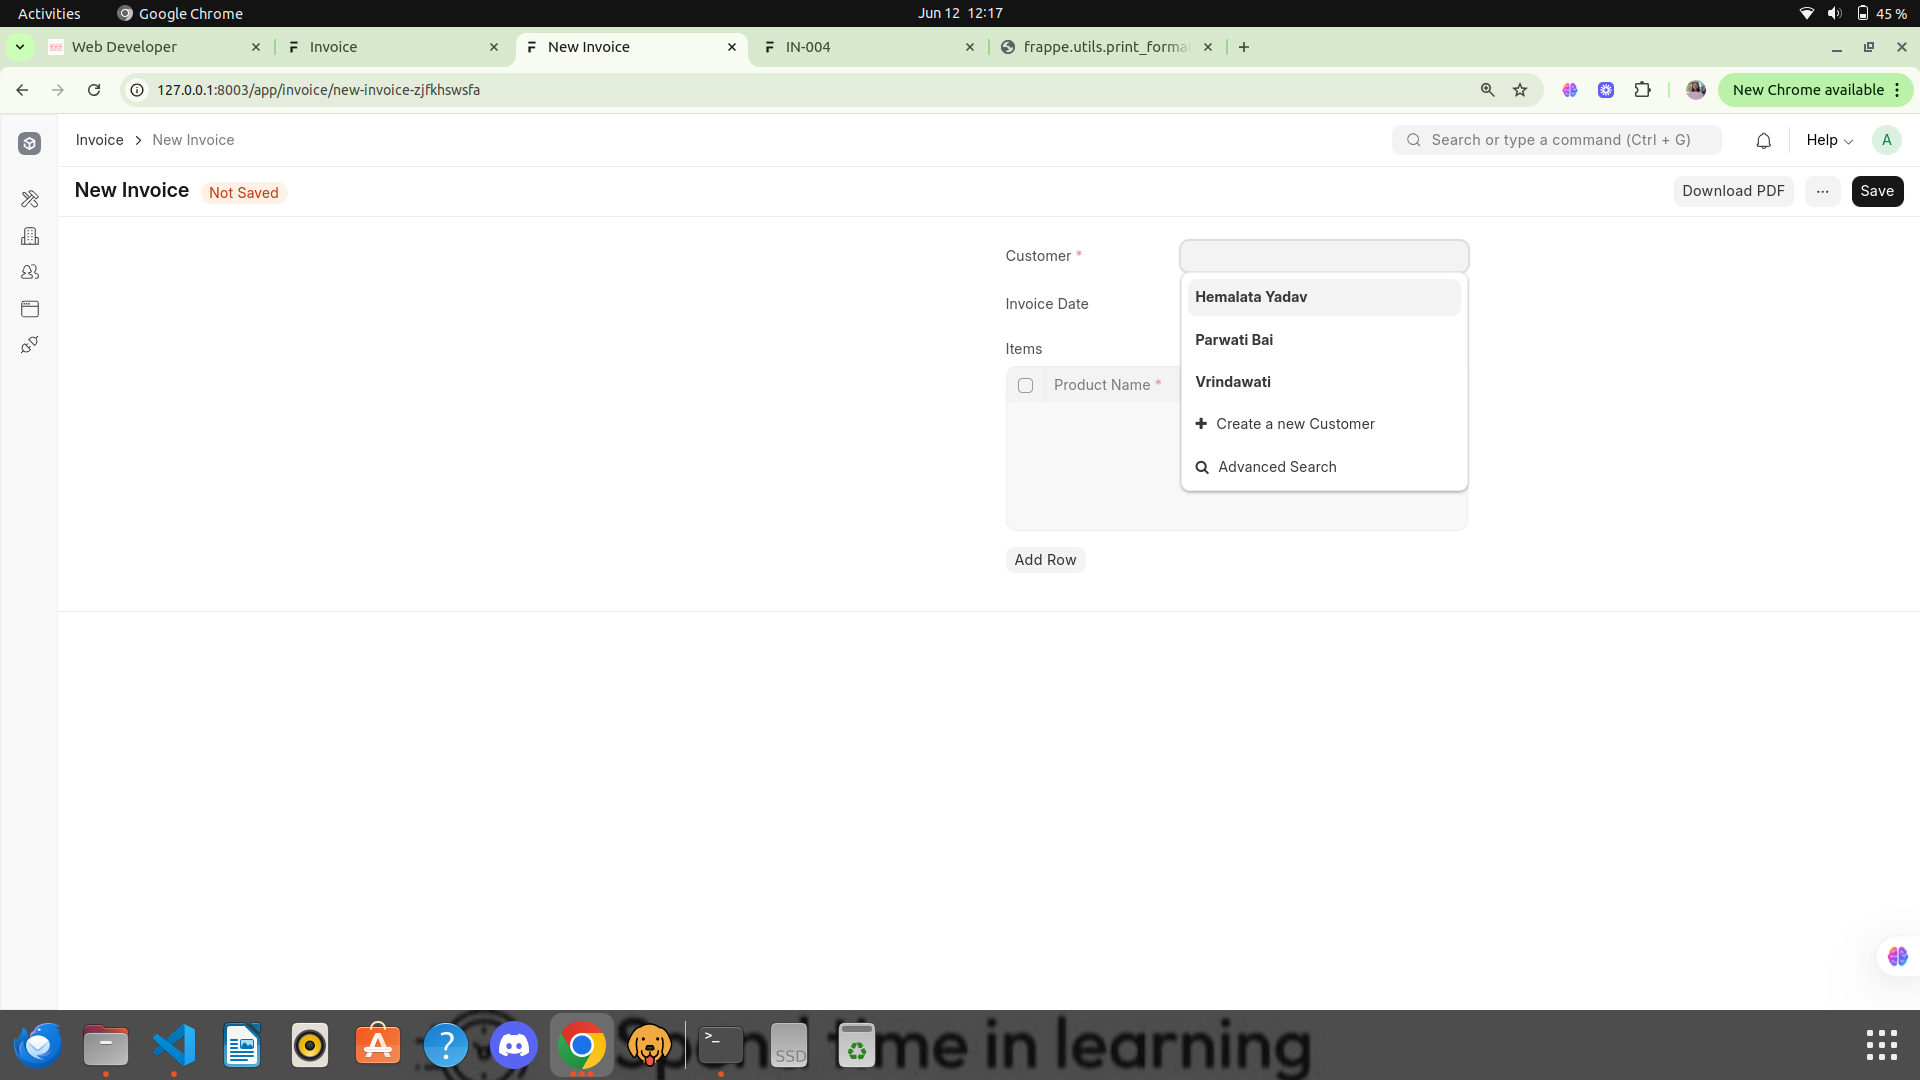 Activities
Google Chrome
Jun 12 12:17
45 %
Web Developer
Invoice
New Invoice
IN-004
frappe.utils.print_forma
127.0.0.1:8003/app/invoice/new-invoice-zjfkhswsfa
New Chrome available
Invoice
New Invoice
Search or type a command (Ctrl + G)
Help
A
New Invoice
Not Saved
Download PDF
···
Save
Customer *
Hemalata Yadav
Invoice Date
Parwati Bai
Items
Vrindawati
Product Name *
Create a new Customer
Advanced Search
Add Row
Spend time in learning
SSD